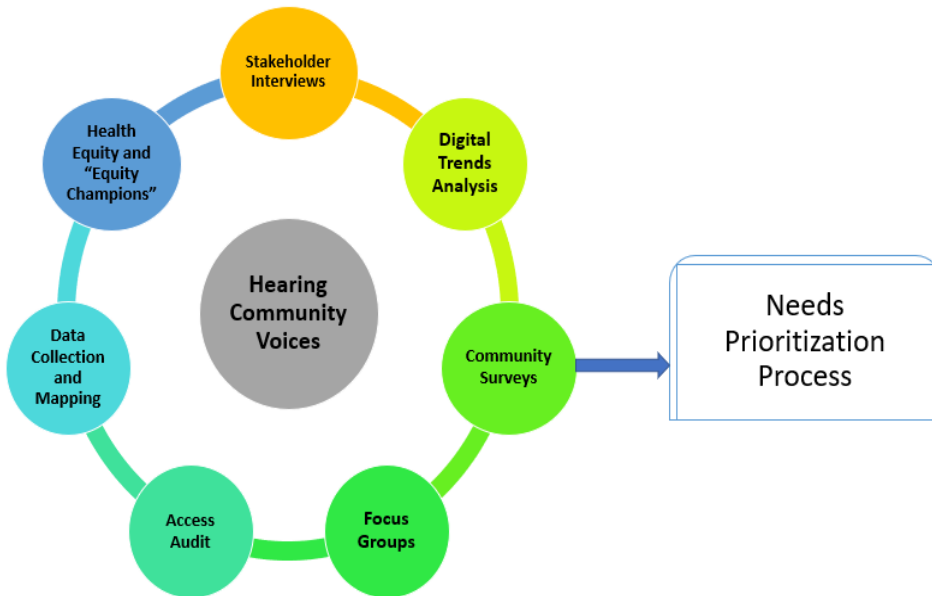 Stakeholder
Interviews
Digital
Trends
Analysis
Health
Equity and
“Equity
Champions”
Hearing
Community
Voices
Needs
Prioritization
Process
Community
Surveys
Data
Collection
and
Mapping
Focus
Groups
Access
Audit